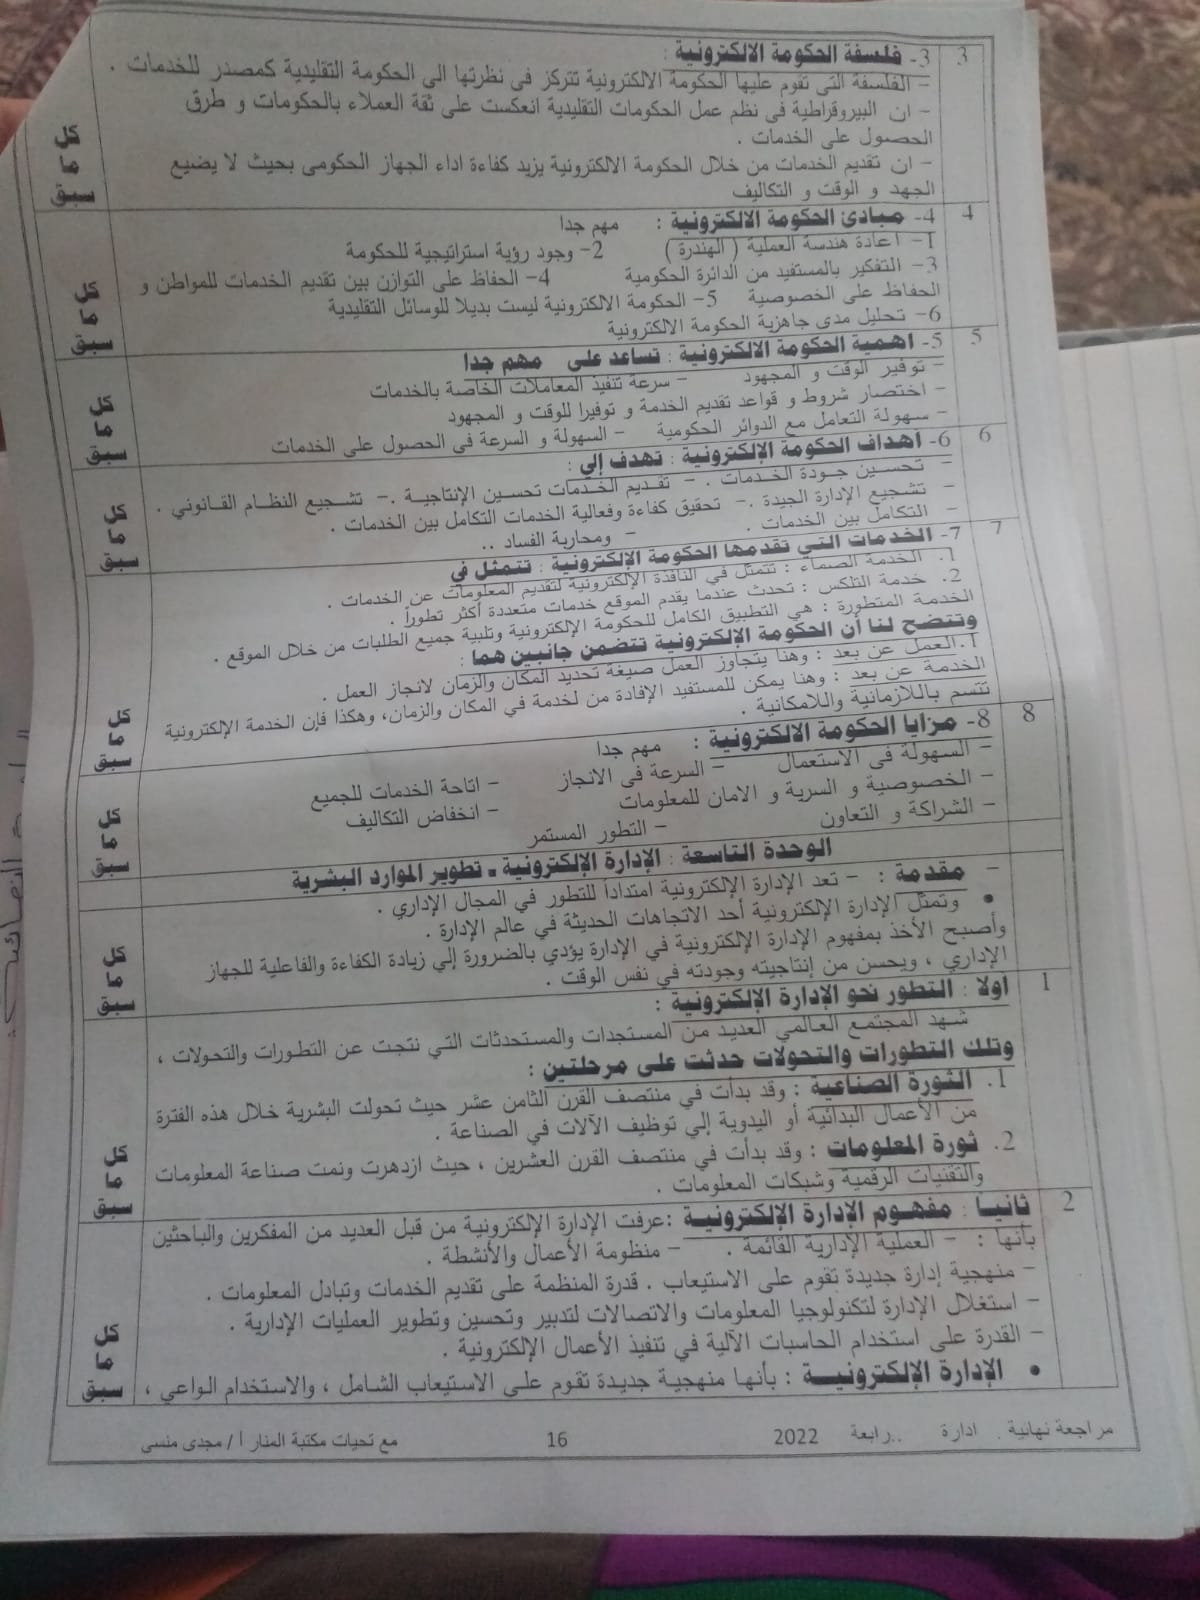 3
3- فلسفة الحكومة الالكترونية :
- الفلسفة التى تقوم عليها الحكومة الالكترونية تتركز فى نظرتها الى الحكومة التقليدية كمصدر للخدمات .
- ان البيروقراطية فى نظم عمل الحكومات التقليدية انعكست على ثقة العملاء بالحكومات و طرق
الحصول على الخدمات .
- ان تقديم الخدمات من خلال الحكومة الالكترونية يزيد كفاءة اداء الجهاز الحكومى بحيث لا يضيع
الجهد و الوقت و التكاليف
كل
ما
سبق
4
4- مبادئ الحكومة الالكترونية : مهم جدا
1- اعادة هندسة العملية ( الهندرة ) 2- وجود رؤية استراتيجية للحكومة
3- التفكير بالمستفيد من الدائرة الحكومية 4- الحفاظ على التوازن بين تقديم الخدمات للمواطن و
الحفاظ على الخصوصية 5- الحكومة الالكترونية ليست بديلا للوسائل التقليدية
6- تحليل مدى جاهزية الحكومة الالكترونية
كل
ما
سبق
5
5- اهمية الحكومة الالكترونية : تساعد على مهم جدا
- توفير الوقت و المجهود - سرعة تنفيذ المعاملات الخاصة بالخدمات
- اختصار شروط و قواعد تقديم الخدمة و توفيرا للوقت و المجهود
- سهولة التعامل مع الدوائر الحكومية - السهولة و السرعة فى الحصول على الخدمات
كل
ما
سبق
6
6- اهداف الحكومة الإلكترونية : تهدف إلي :
- تحسين جودة الخدمات . - تقديم الخدمات تحسين الإنتاجية .- تشجيع النظام القانوني .
- تشجيع الإدارة الجيدة .- تحقيق كفاءة وفعالية الخدمات التكامل بين الخدمات .
- التكامل بين الخدمات . - ومحاربة الفساد ..
كل
ما
سبق
7
7- الخدمات التي تقدمها الحكومة الإلكترونية : تتمثل في
1. الخدمة الصماء : تتمثل في النافذة الإلكترونية لتقديم المعلومات عن الخدمات .
2. خدمة التلكس : تحدث عندما يقدم الموقع خدمات متعددة أكثر تطوراً .
الخدمة المتطورة : هي التطبيق الكامل للحكومة الإلكترونية وتلبية جميع الطلبات من خلال الموقع .
وتتضح لنا أن الحكومة الإلكترونية تتضمن جانبين هما :
1.العمل عن بعد : وهنا يتجاوز العمل صيغة تحديد المكان والزمان لانجاز العمل .
الخدمة عن بعد : وهنا يمكن للمستفيد الإفادة من لخدمة في المكان والزمان، وهكذا فإن الخدمة الإلكترونية
تتسم باللازمانية واللامكانية .
كل
ما
سبق
8
8- مزايا الحكومة الالكترونية : مهم جدا
- السهولة فى الاستعمال - السرعة فى الانجاز - اتاحة الخدمات للجميع
- الخصوصية و السرية و الامان للمعلومات - انخفاض التكاليف
- الشراكة و التعاون - التطور المستمر
كل
ما
سبق
الوحدة التاسعة : الإدارة الإلكترونية - تطوير الموارد البشرية
- مقدمة : - تعد الإدارة الإلكترونية امتداداً للتطور في المجال الإداري .
• وتمثل الإدارة الإلكترونية أحد الاتجاهات الحديثة في عالم الإدارة .
وأصبح الأخذ بمفهوم الإدارة الإلكترونية في الإدارة يؤدي بالضرورة إلي زيادة الكفاءة والفاعلية للجهاز
الإداري ، ويحسن من إنتاجيته وجودته في نفس الوقت .
كل
ما
سبق
1
اولا : التطور نحو الإدارة الإلكترونية :
شهد المجتمع العالمي العديد من المستجدات والمستحدثات التي نتجت عن التطورات والتحولات ،
وتلك التطورات والتحولات حدثت على مرحلتين :
1. الثورة الصناعية : وقد بدأت في منتصف القرن الثامن عشر حيث تحولت البشرية خلال هذه الفترة
من الأعمال البدائية أو اليدوية إلي توظيف الآلات في الصناعة .
2. ثورة المعلومات : وقد بدأت في منتصف القرن العشرين ، حيث ازدهرت ونمت صناعة المعلومات
والتقنيات الرقمية وشبكات المعلومات .
كل
ما
سبق
2
ثانيا : مفهوم الإدارة الإلكترونية :عرفت الإدارة الإلكترونية من قبل العديد من المفكرين والباحثين
بأنها : - العملية الإدارية القائمة . - منظومة الأعمال والأنشطة .
- منهجية إدارة جديدة تقوم على الاستيعاب . قدرة المنظمة على تقديم الخدمات وتبادل المعلومات .
- استغلال الإدارة لتكنولوجيا المعلومات والاتصالات لتدبير وتحسين وتطوير العمليات الإدارية .
- القدرة على استخدام الحاسبات الآلية في تنفيذ الأعمال الإلكترونية .
• الإدارة الإلكترونية : بأنها منهجية جديدة تقوم على الاستيعاب الشامل ، والاستخدام الواعي ،
كل
ما
سبق
مراجعة نهائية . ادارة ..رابعة 2022 16 مع تحيات مكتبة المنار أ / مجدى منسى